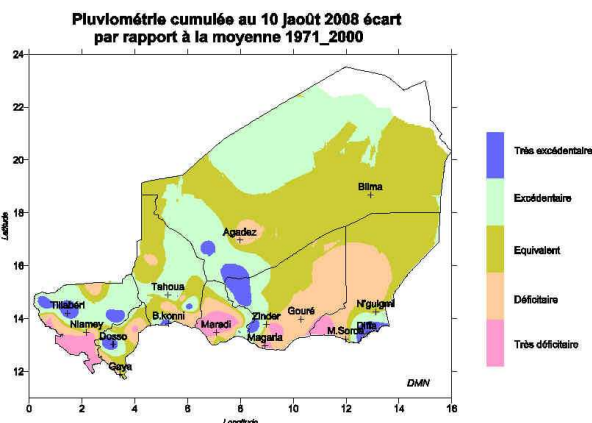 Pluviométrie cumulée au 10 jaoût 2008 écart
par rapport à la moyenne 1971_2000
24
22
20
18
16
14
12
Latitude
0 2 4 6 8 10 12 14 16
Longitude
Bilma
Agadez
Tahoua
Tillabéri
Niamey
Dosso
Gaya
B.konni
Maradi
Zinder
Magaria
Gouré
N'guigmi
M.Soroa
Diffa
DMN
Très excédentaire
Excédentaire
Equivalent
Déficitaire
Très déficitaire